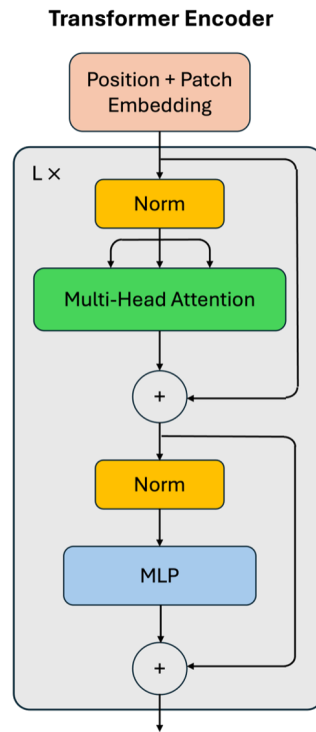 Transformer Encoder
Position + Patch
Embedding
L ×
Norm
Multi-Head Attention
+
Norm
MLP
+